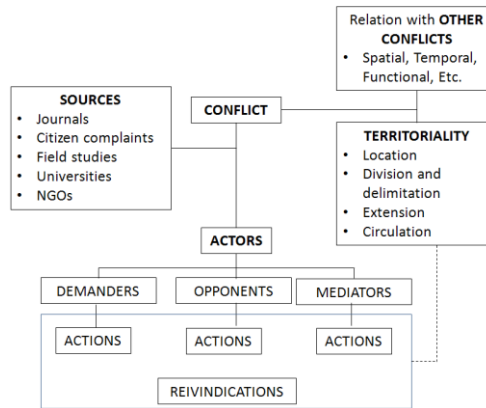 Relation with OTHER
CONFLICTS
• Spatial, Temporal,
Functional, Etc.
SOURCES
• Journals
• Citizen complaints
• Field studies
• Universities
• NGOs
CONFLICT
TERRITORIALITY
• Location
• Division and
delimitation
• Extension
• Circulation
ACTORS
DEMANDERS
OPPONENTS
MEDIATORS
ACTIONS
ACTIONS
ACTIONS
REIVINDICATIONS